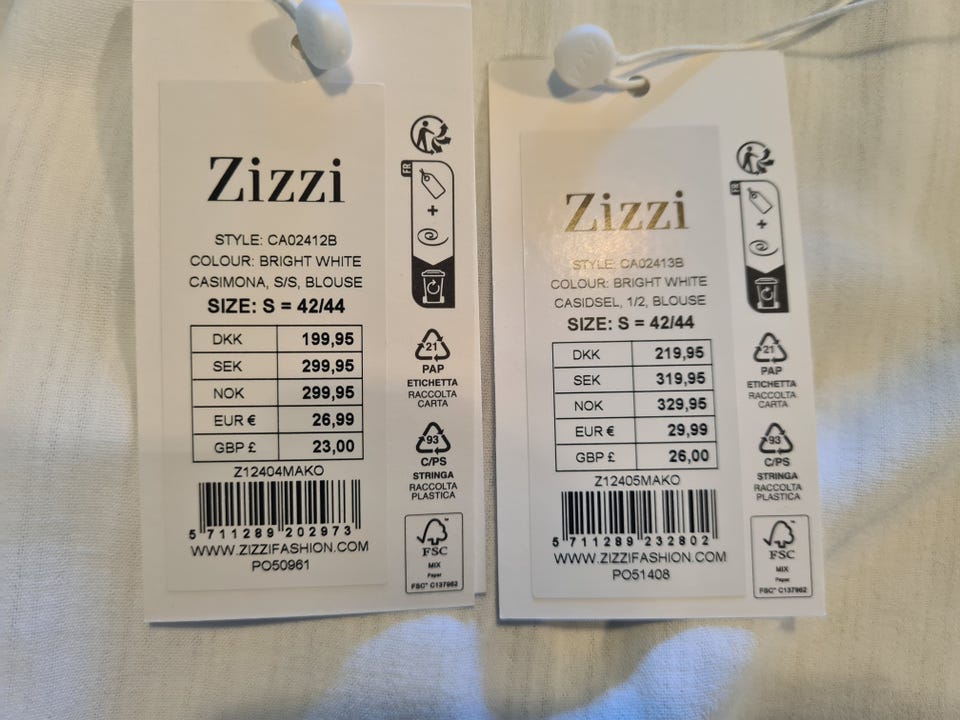 Zizzi
STYLE: CA02412B
COLOUR: BRIGHT WHITE
CASIMONA, S/S, BLOUSE
SIZE: S = 42/44
DKK 199,95
SEK 299,95
NOK 299,95
EUR € 26,99
GBP £ 23,00
Z12404MAKO
5 711289 202973
WWW.ZIZZIFASHION.COM
PO50961
FR
+
21
PAP
ETICHETTA
RACCOLTA
CARTA
93
C/PS
STRINGA
RACCOLTA
PLASTICA
FSC
MIX
Paper
FSC™ C137962
Zizzi
STYLE: CA02413B
COLOUR: BRIGHT WHITE
CASIDSEL, 1/2, BLOUSE
SIZE: S = 42/44
DKK 219,95
SEK 319,95
NOK 329,95
EUR € 29,99
GBP £ 26,00
Z12405MAKO
5 711289 232802
WWW.ZIZZIFASHION.COM
PO51408
FR
+
21
PAP
ETICHETTA
RACCOLTA
CARTA
93
C/PS
STRINGA
RACCOLTA
PLASTICA
FSC
MIX
Paper
FSC™ C137962